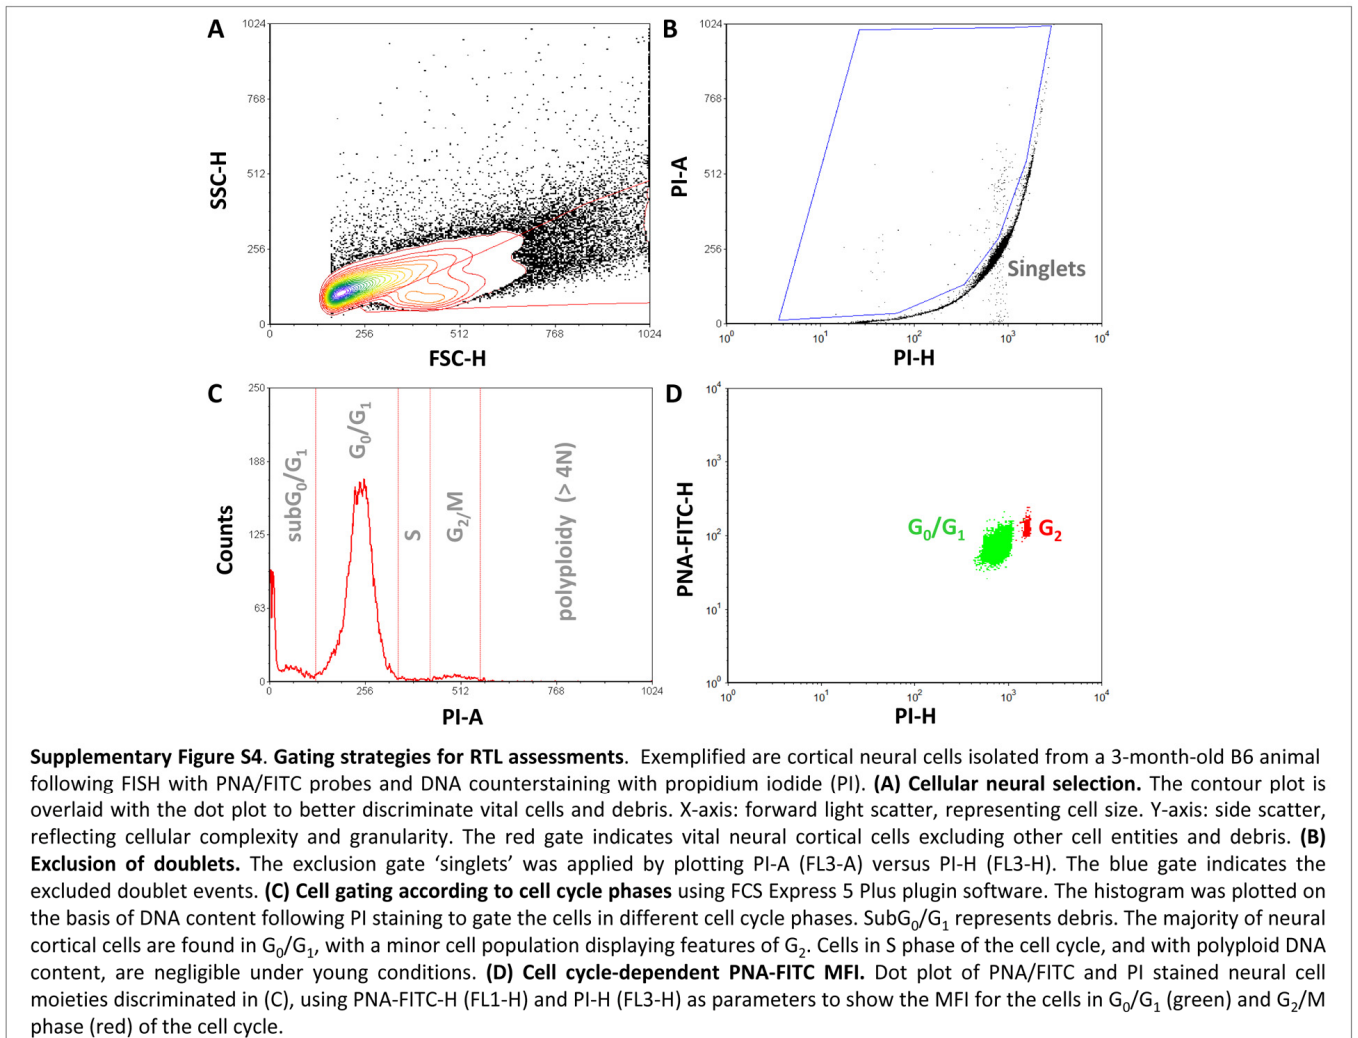 A
1024
768
512
256
0
SSC-H
0 256 512 768 1024
FSC-H
B
1024
768
512
256
0
PI-A
Singlets
10⁰ 10¹ 10² 10³ 10⁴
PI-H
C
250
188
125
63
0
Counts
subG₀/G₁
G₀/G₁
S
G₂/M
polyploidy (> 4N)
0 256 512 768 1024
PI-A
D
10⁴
10³
10²
10¹
10⁰
PNA-FITC-H
G₀/G₁
G₂
10⁰ 10¹ 10² 10³ 10⁴
PI-H
Supplementary Figure S4. Gating strategies for RTL assessments. Exemplified are cortical neural cells isolated from a 3-month-old B6 animal
following FISH with PNA/FITC probes and DNA counterstaining with propidium iodide (PI). (A) Cellular neural selection. The contour plot is
overlaid with the dot plot to better discriminate vital cells and debris. X-axis: forward light scatter, representing cell size. Y-axis: side scatter,
reflecting cellular complexity and granularity. The red gate indicates vital neural cortical cells excluding other cell entities and debris. (B)
Exclusion of doublets. The exclusion gate ‘singlets’ was applied by plotting PI-A (FL3-A) versus PI-H (FL3-H). The blue gate indicates the
excluded doublet events. (C) Cell gating according to cell cycle phases using FCS Express 5 Plus plugin software. The histogram was plotted on
the basis of DNA content following PI staining to gate the cells in different cell cycle phases. SubG₀/G₁ represents debris. The majority of neural
cortical cells are found in G₀/G₁, with a minor cell population displaying features of G₂. Cells in S phase of the cell cycle, and with polyploid DNA
content, are negligible under young conditions. (D) Cell cycle-dependent PNA-FITC MFI. Dot plot of PNA/FITC and PI stained neural cell
moieties discriminated in (C), using PNA-FITC-H (FL1-H) and PI-H (FL3-H) as parameters to show the MFI for the cells in G₀/G₁ (green) and G₂/M
phase (red) of the cell cycle.